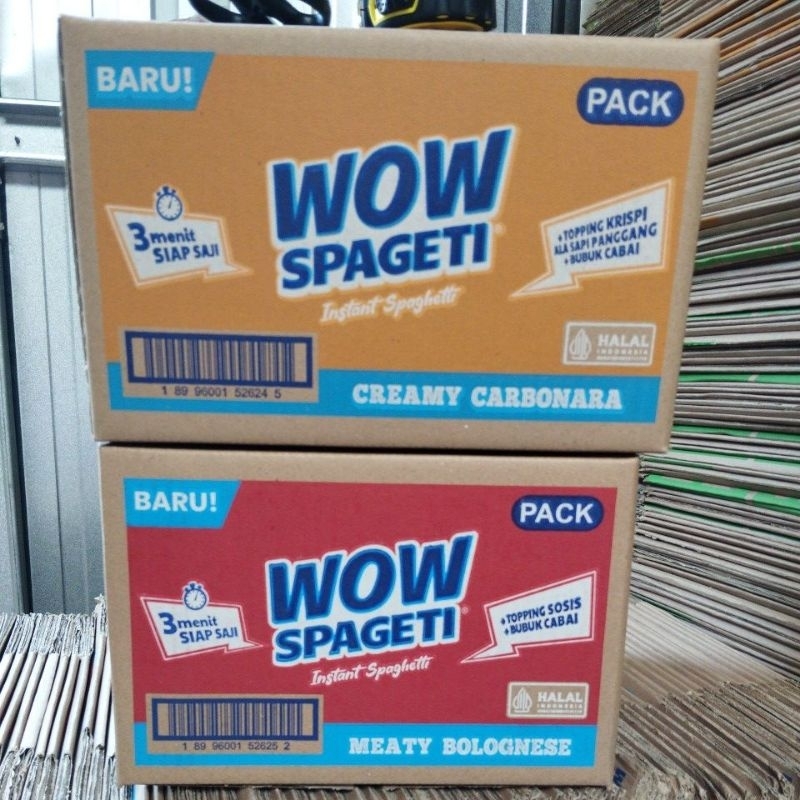 BARU!
PACK
WOW
SPAGETI
Instant Spaghetti
3 menit
SIAP SAJI
+TOPPING KRISPI
ALA SAPI PANGGANG
+BUBUK CABAI
HALAL
INDONESIA
1 89 96001 52624 5
CREAMY CARBONARA
BARU!
PACK
WOW
SPAGETI
Instant Spaghetti
3 menit
SIAP SAJI
+TOPPING SOSIS
+BUBUK CABAI
HALAL
INDONESIA
1 89 96001 52625 2
MEATY BOLOGNESE